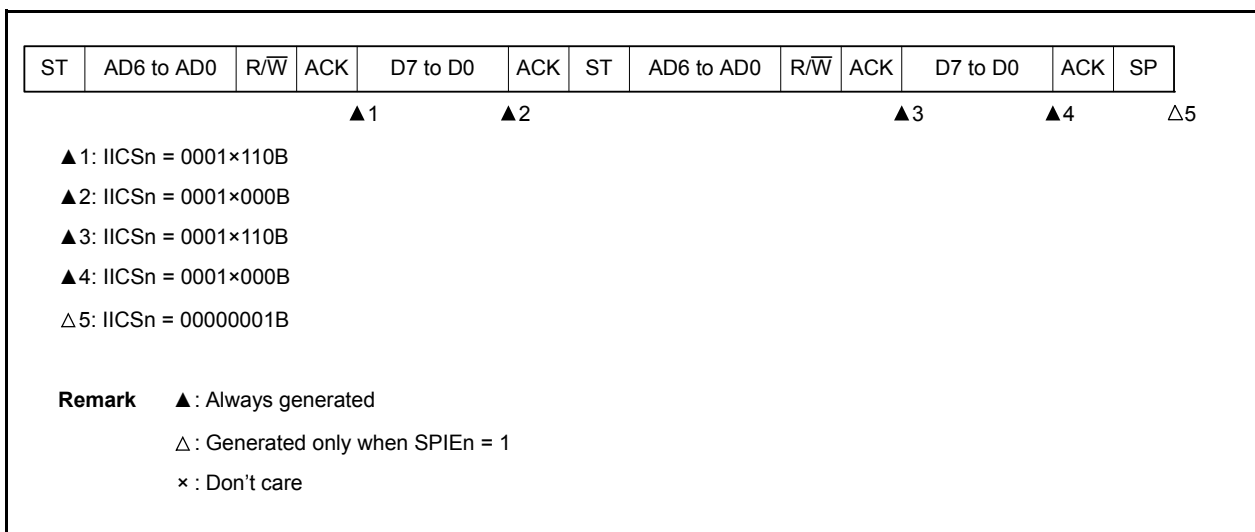 ST AD6 to AD0 R/W̅ ACK D7 to D0 ACK ST AD6 to AD0 R/W̅ ACK D7 to D0 ACK SP
▲1 ▲2 ▲3 ▲4 △5
▲1: IICSn = 0001×110B
▲2: IICSn = 0001×000B
▲3: IICSn = 0001×110B
▲4: IICSn = 0001×000B
△5: IICSn = 00000001B
Remark ▲: Always generated
△: Generated only when SPIEn = 1
×: Don't care